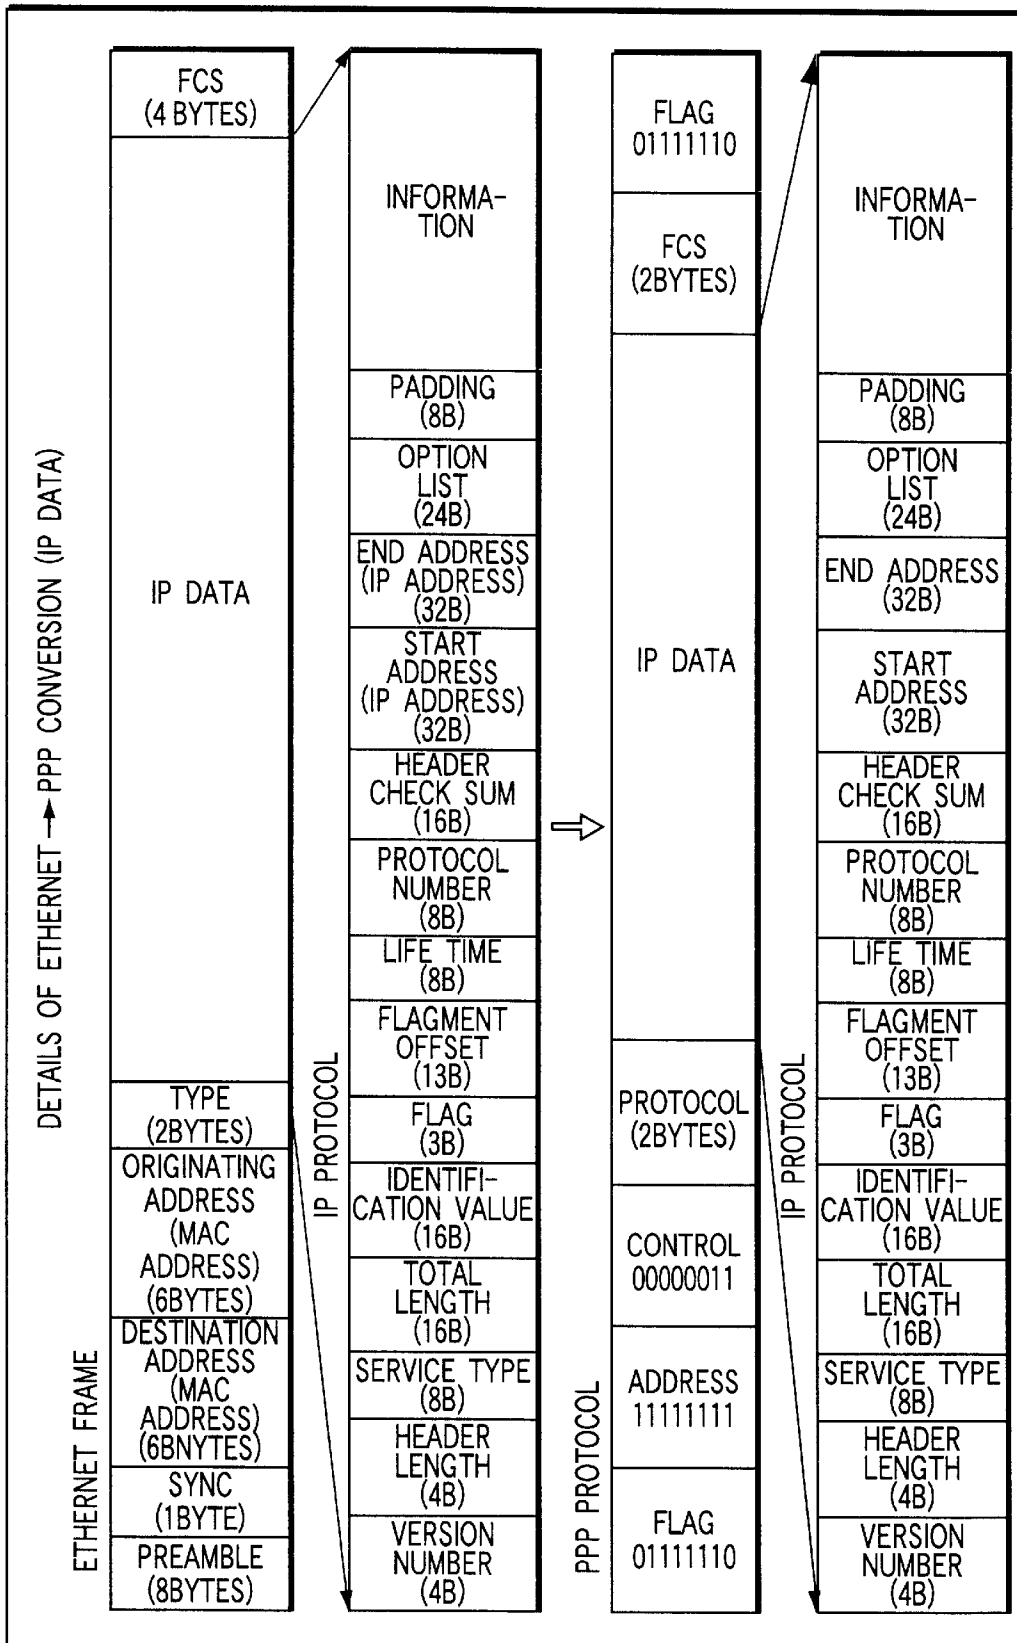 DETAILS OF ETHERNET → PPP CONVERSION (IP DATA)
ETHERNET FRAME
FCS
(4 BYTES)
IP DATA
TYPE
(2BYTES)
ORIGINATING
ADDRESS
(MAC
ADDRESS)
(6BYTES)
DESTINATION
ADDRESS
(MAC
ADDRESS)
(6BNYTES)
SYNC
(1BYTE)
PREAMBLE
(8BYTES)
IP PROTOCOL
INFORMA-
TION
PADDING
(8B)
OPTION
LIST
(24B)
END ADDRESS
(IP ADDRESS)
(32B)
START
ADDRESS
(IP ADDRESS)
(32B)
HEADER
CHECK SUM
(16B)
PROTOCOL
NUMBER
(8B)
LIFE TIME
(8B)
FLAGMENT
OFFSET
(13B)
FLAG
(3B)
IDENTIFI-
CATION VALUE
(16B)
TOTAL
LENGTH
(16B)
SERVICE TYPE
(8B)
HEADER
LENGTH
(4B)
VERSION
NUMBER
(4B)
PPP PROTOCOL
FLAG
01111110
FCS
(2BYTES)
IP DATA
PROTOCOL
(2BYTES)
CONTROL
00000011
ADDRESS
11111111
FLAG
01111110
IP PROTOCOL
INFORMA-
TION
PADDING
(8B)
OPTION
LIST
(24B)
END ADDRESS
(32B)
START
ADDRESS
(32B)
HEADER
CHECK SUM
(16B)
PROTOCOL
NUMBER
(8B)
LIFE TIME
(8B)
FLAGMENT
OFFSET
(13B)
FLAG
(3B)
IDENTIFI-
CATION VALUE
(16B)
TOTAL
LENGTH
(16B)
SERVICE TYPE
(8B)
HEADER
LENGTH
(4B)
VERSION
NUMBER
(4B)